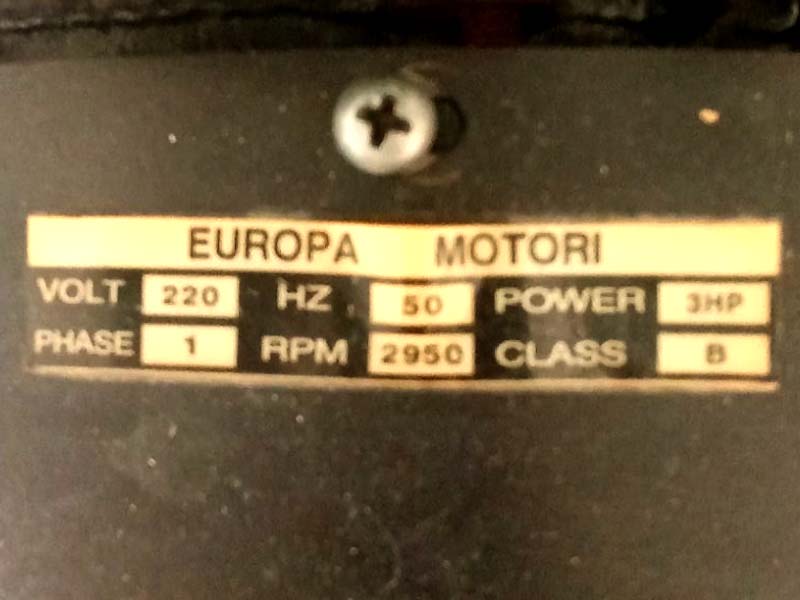 EUROPA MOTORI
VOLT 220 HZ 50 POWER 3HP
PHASE 1 RPM 2950 CLASS B